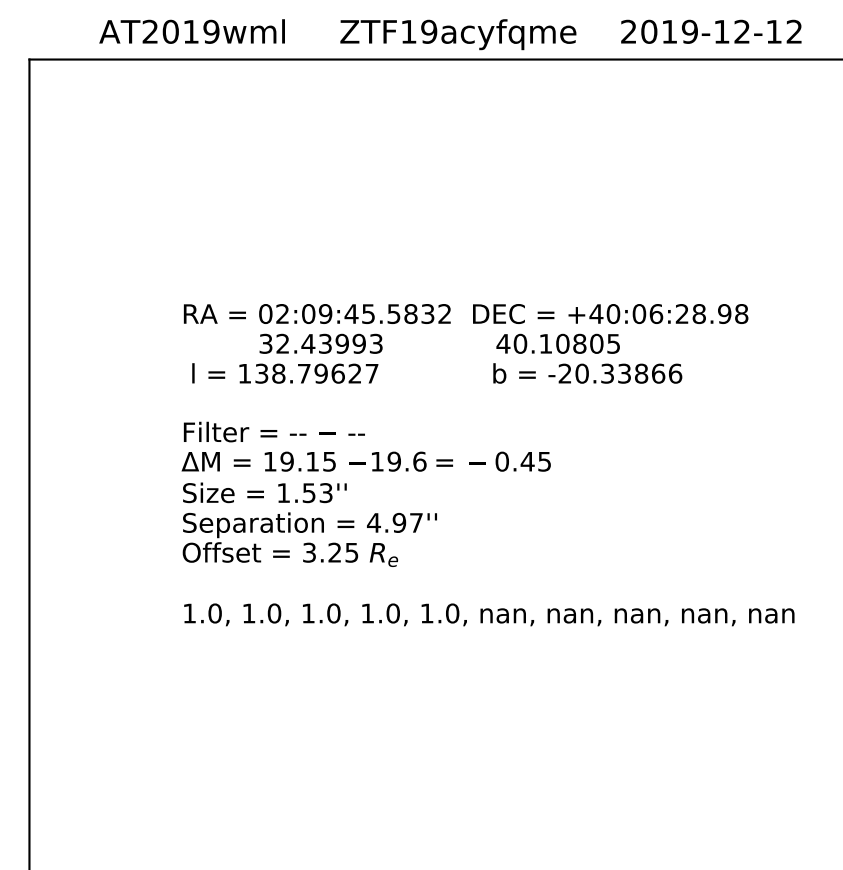 AT2019wml ZTF19acyfqme 2019-12-12
RA = 02:09:45.5832 DEC = +40:06:28.98
32.43993 40.10805
l = 138.79627 b = -20.33866
Filter = -- − --
ΔM = 19.15 −19.6 = − 0.45
Size = 1.53''
Separation = 4.97''
Offset = 3.25 Re
1.0, 1.0, 1.0, 1.0, 1.0, nan, nan, nan, nan, nan